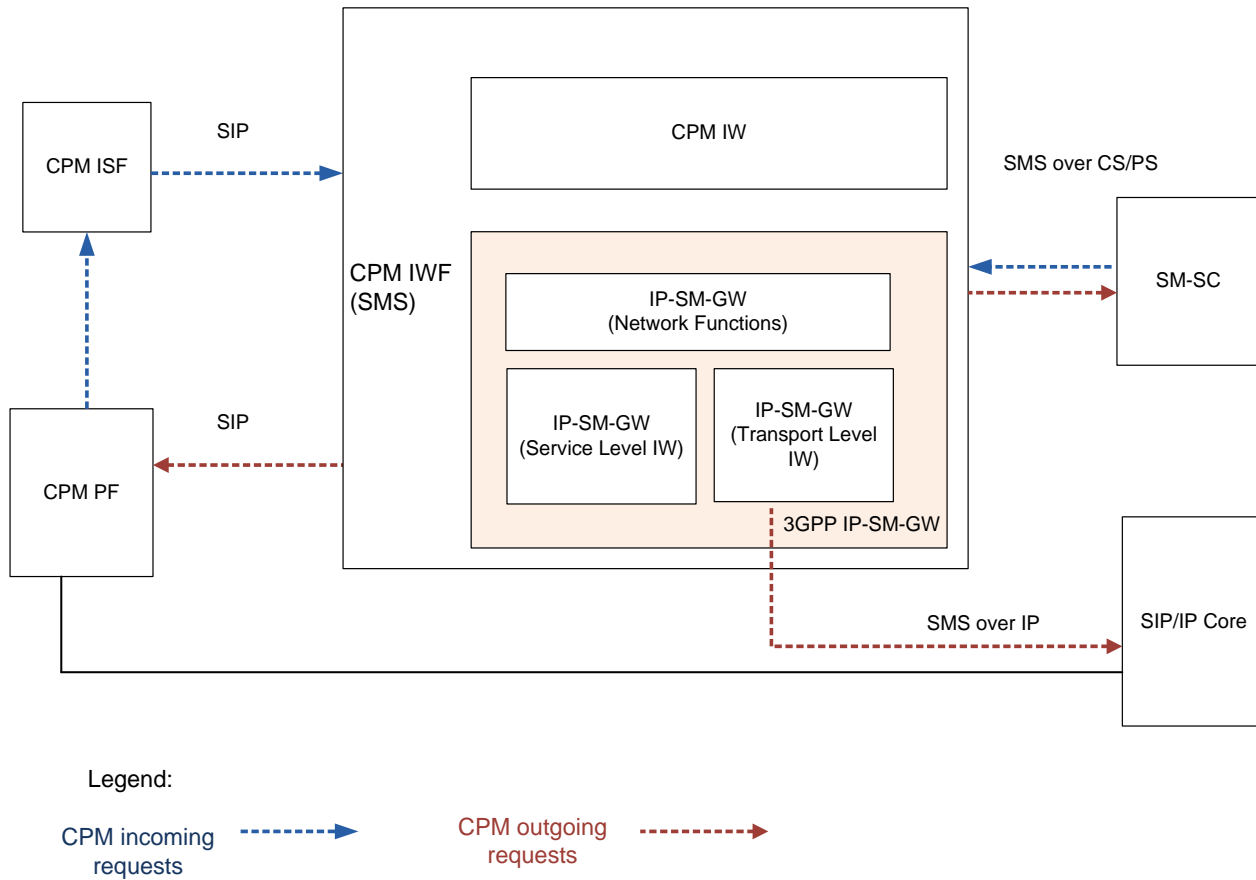 CPM IW
CPM ISF
SIP
SMS over CS/PS
CPM IWF
(SMS)
SM-SC
IP-SM-GW
(Network Functions)
IP-SM-GW
(Service Level IW)
IP-SM-GW
(Transport Level
IW)
SIP
CPM PF
3GPP IP-SM-GW
SMS over IP
SIP/IP Core
Legend:
CPM incoming
requests
CPM outgoing
requests